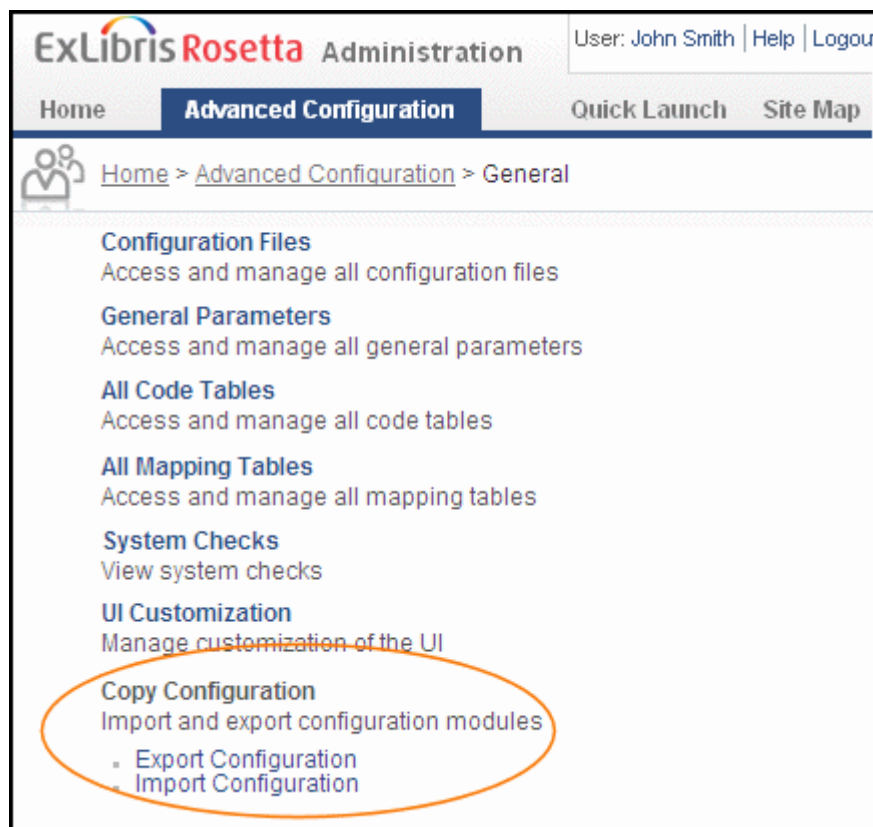 ExLibris Rosetta Administration
User: John Smith | Help | Logou
Home
Advanced Configuration
Quick Launch
Site Map
Home > Advanced Configuration > General
Configuration Files
Access and manage all configuration files
General Parameters
Access and manage all general parameters
All Code Tables
Access and manage all code tables
All Mapping Tables
Access and manage all mapping tables
System Checks
View system checks
UI Customization
Manage customization of the UI
Copy Configuration
Import and export configuration modules
Export Configuration
Import Configuration